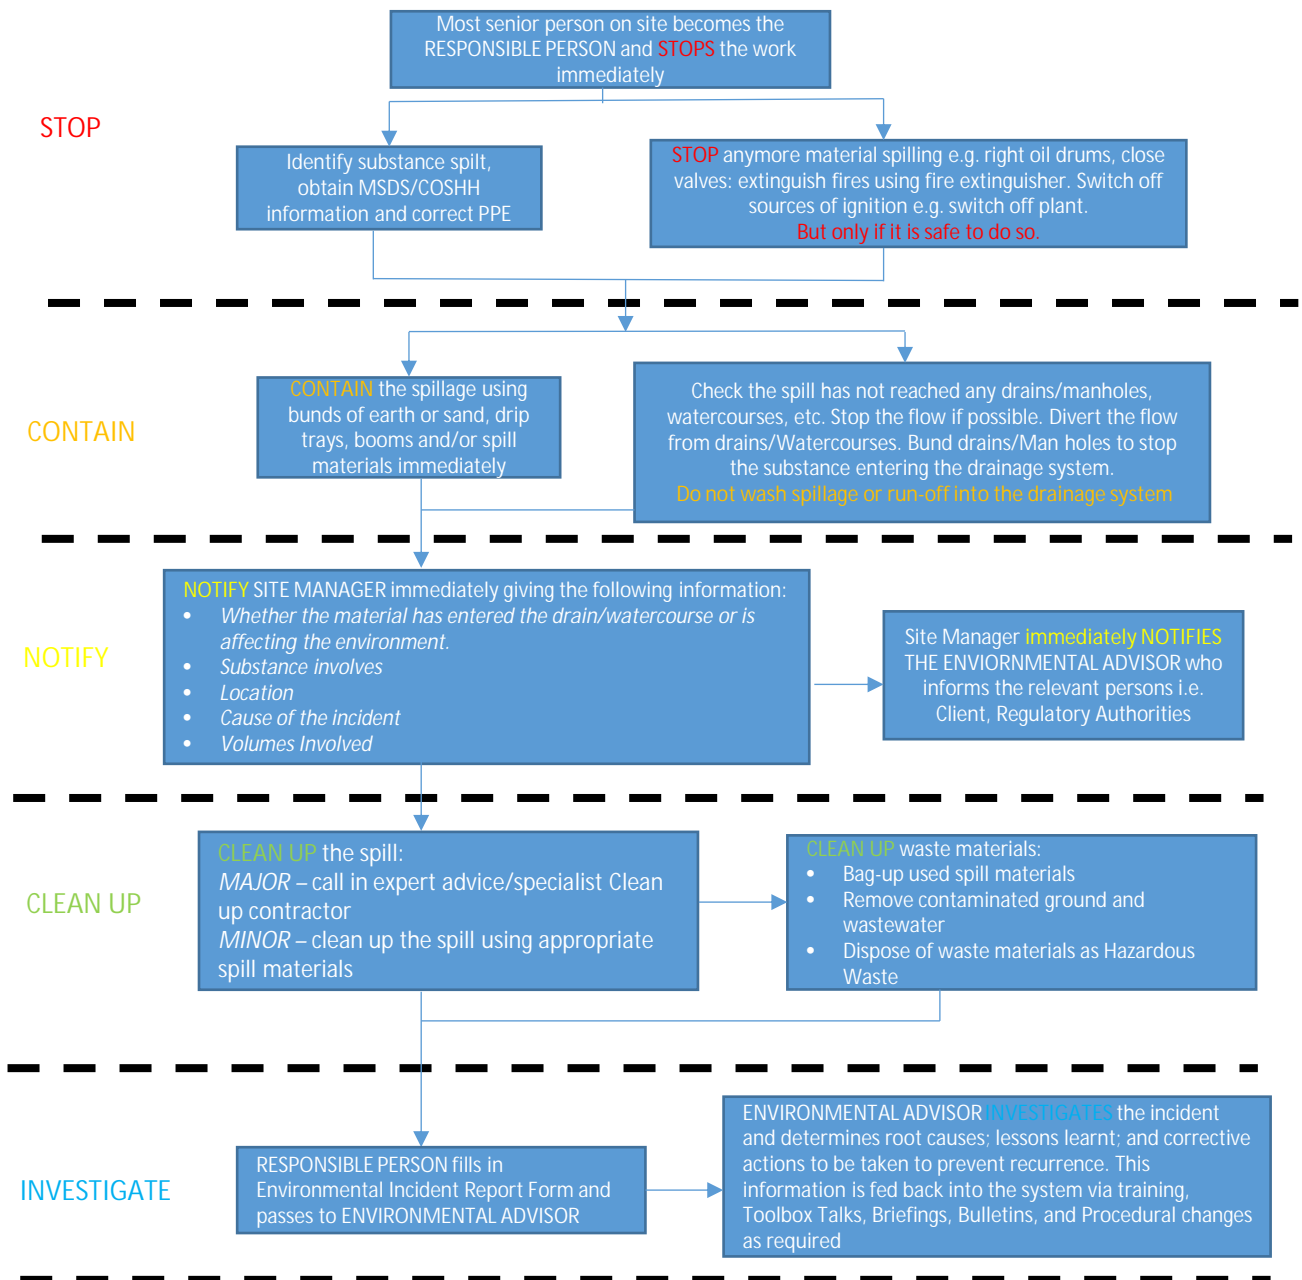 Most senior person on site becomes the
RESPONSIBLE PERSON and STOPS the work
immediately
STOP
Identify substance spilt,
obtain MSDS/COSHH
information and correct PPE
STOP anymore material spilling e.g. right oil drums, close
valves: extinguish fires using fire extinguisher. Switch off
sources of ignition e.g. switch off plant.
But only if it is safe to do so.
CONTAIN
CONTAIN the spillage using
bunds of earth or sand, drip
trays, booms and/or spill
materials immediately
Check the spill has not reached any drains/manholes,
watercourses, etc. Stop the flow if possible. Divert the flow
from drains/Watercourses. Bund drains/Man holes to stop
the substance entering the drainage system.
Do not wash spillage or run-off into the drainage system
NOTIFY
NOTIFY SITE MANAGER immediately giving the following information:
• Whether the material has entered the drain/watercourse or is
affecting the environment.
• Substance involves
• Location
• Cause of the incident
• Volumes Involved
Site Manager immediately NOTIFIES
THE ENVIORNMENTAL ADVISOR who
informs the relevant persons i.e.
Client, Regulatory Authorities
CLEAN UP
CLEAN UP the spill:
MAJOR – call in expert advice/specialist Clean
up contractor
MINOR – clean up the spill using appropriate
spill materials
CLEAN UP waste materials:
• Bag-up used spill materials
• Remove contaminated ground and
wastewater
• Dispose of waste materials as Hazardous
Waste
INVESTIGATE
RESPONSIBLE PERSON fills in
Environmental Incident Report Form and
passes to ENVIRONMENTAL ADVISOR
ENVIRONMENTAL ADVISOR INVESTIGATES the incident
and determines root causes; lessons learnt; and corrective
actions to be taken to prevent recurrence. This
information is fed back into the system via training,
Toolbox Talks, Briefings, Bulletins, and Procedural changes
as required